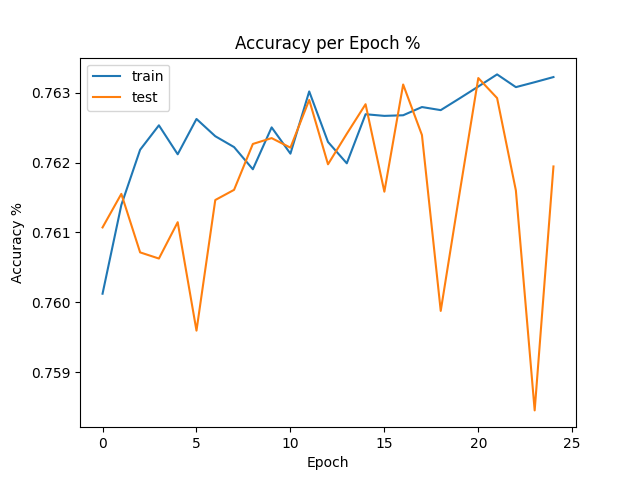 Accuracy per Epoch %
train
test
0.763
0.762
0.761
0.760
0.759
Accuracy %
0 5 10 15 20 25
Epoch